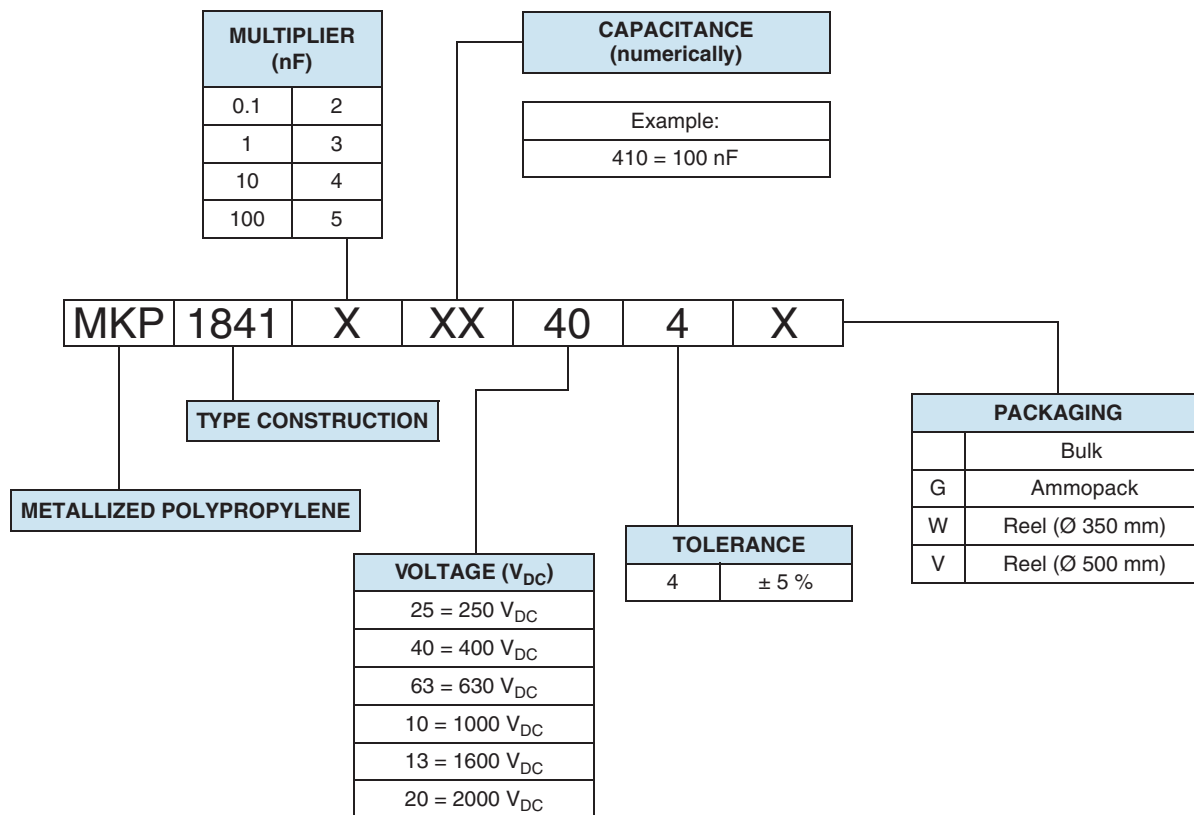 MULTIPLIER
(nF)
0.1 2
1 3
10 4
100 5
CAPACITANCE
(numerically)
Example:
410 = 100 nF
MKP 1841 X XX 40 4 X
TYPE CONSTRUCTION
METALLIZED POLYPROPYLENE
VOLTAGE (VDC)
25 = 250 VDC
40 = 400 VDC
63 = 630 VDC
10 = 1000 VDC
13 = 1600 VDC
20 = 2000 VDC
TOLERANCE
4 ± 5 %
PACKAGING
Bulk
G Ammopack
W Reel (Ø 350 mm)
V Reel (Ø 500 mm)